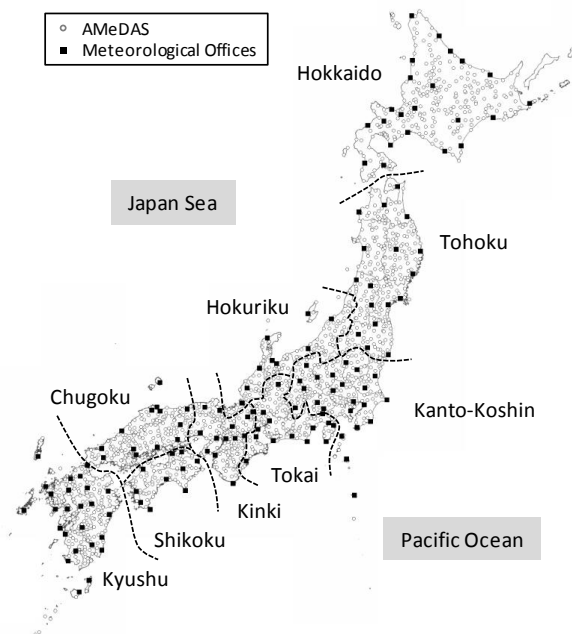 AMeDAS
Meteorological Offices
Hokkaido
Japan Sea
Tohoku
Hokuriku
Chugoku
Kanto-Koshin
Tokai
Kinki
Shikoku
Pacific Ocean
Kyushu